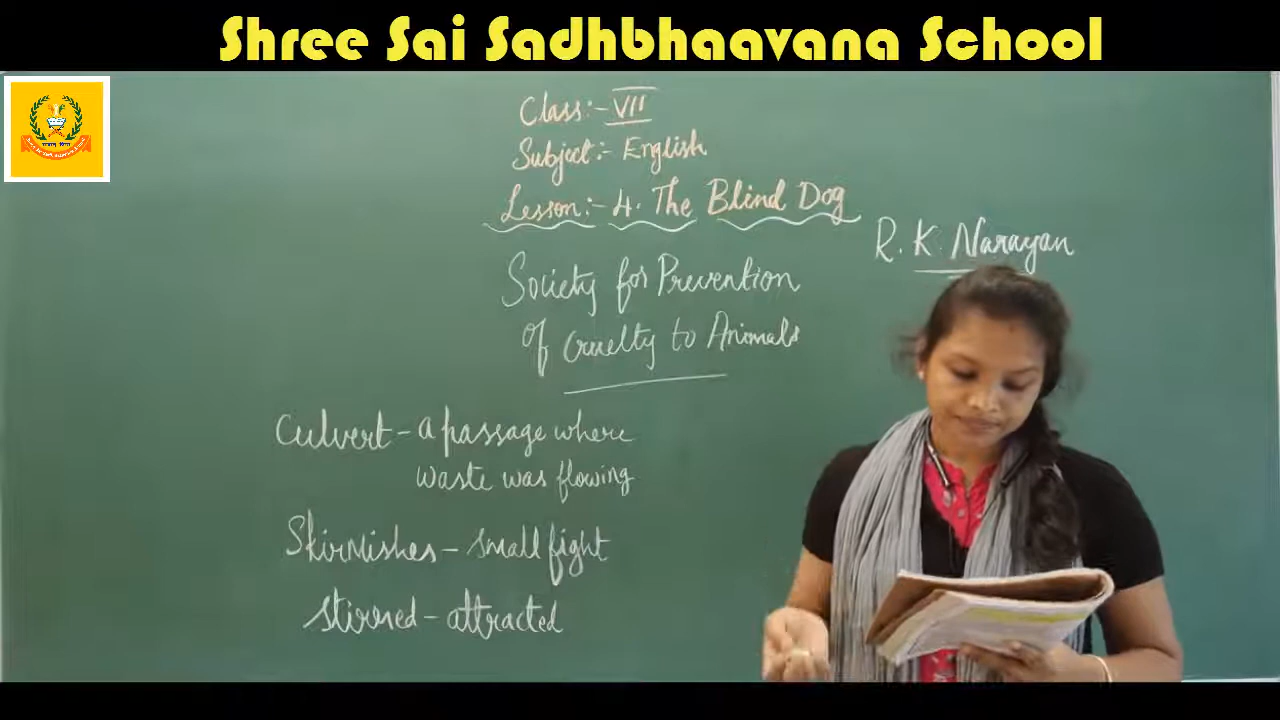 Shree Sai Sadhbhaavana School
Class:- VII
Subject:- English
Lesson:- 4. The Blind Dog
R. K. Narayan
Society for Prevention
of Cruelty to Animals
Culvert - a passage where
waste was flowing
Skirmishes - small fight
Stirred - attracted